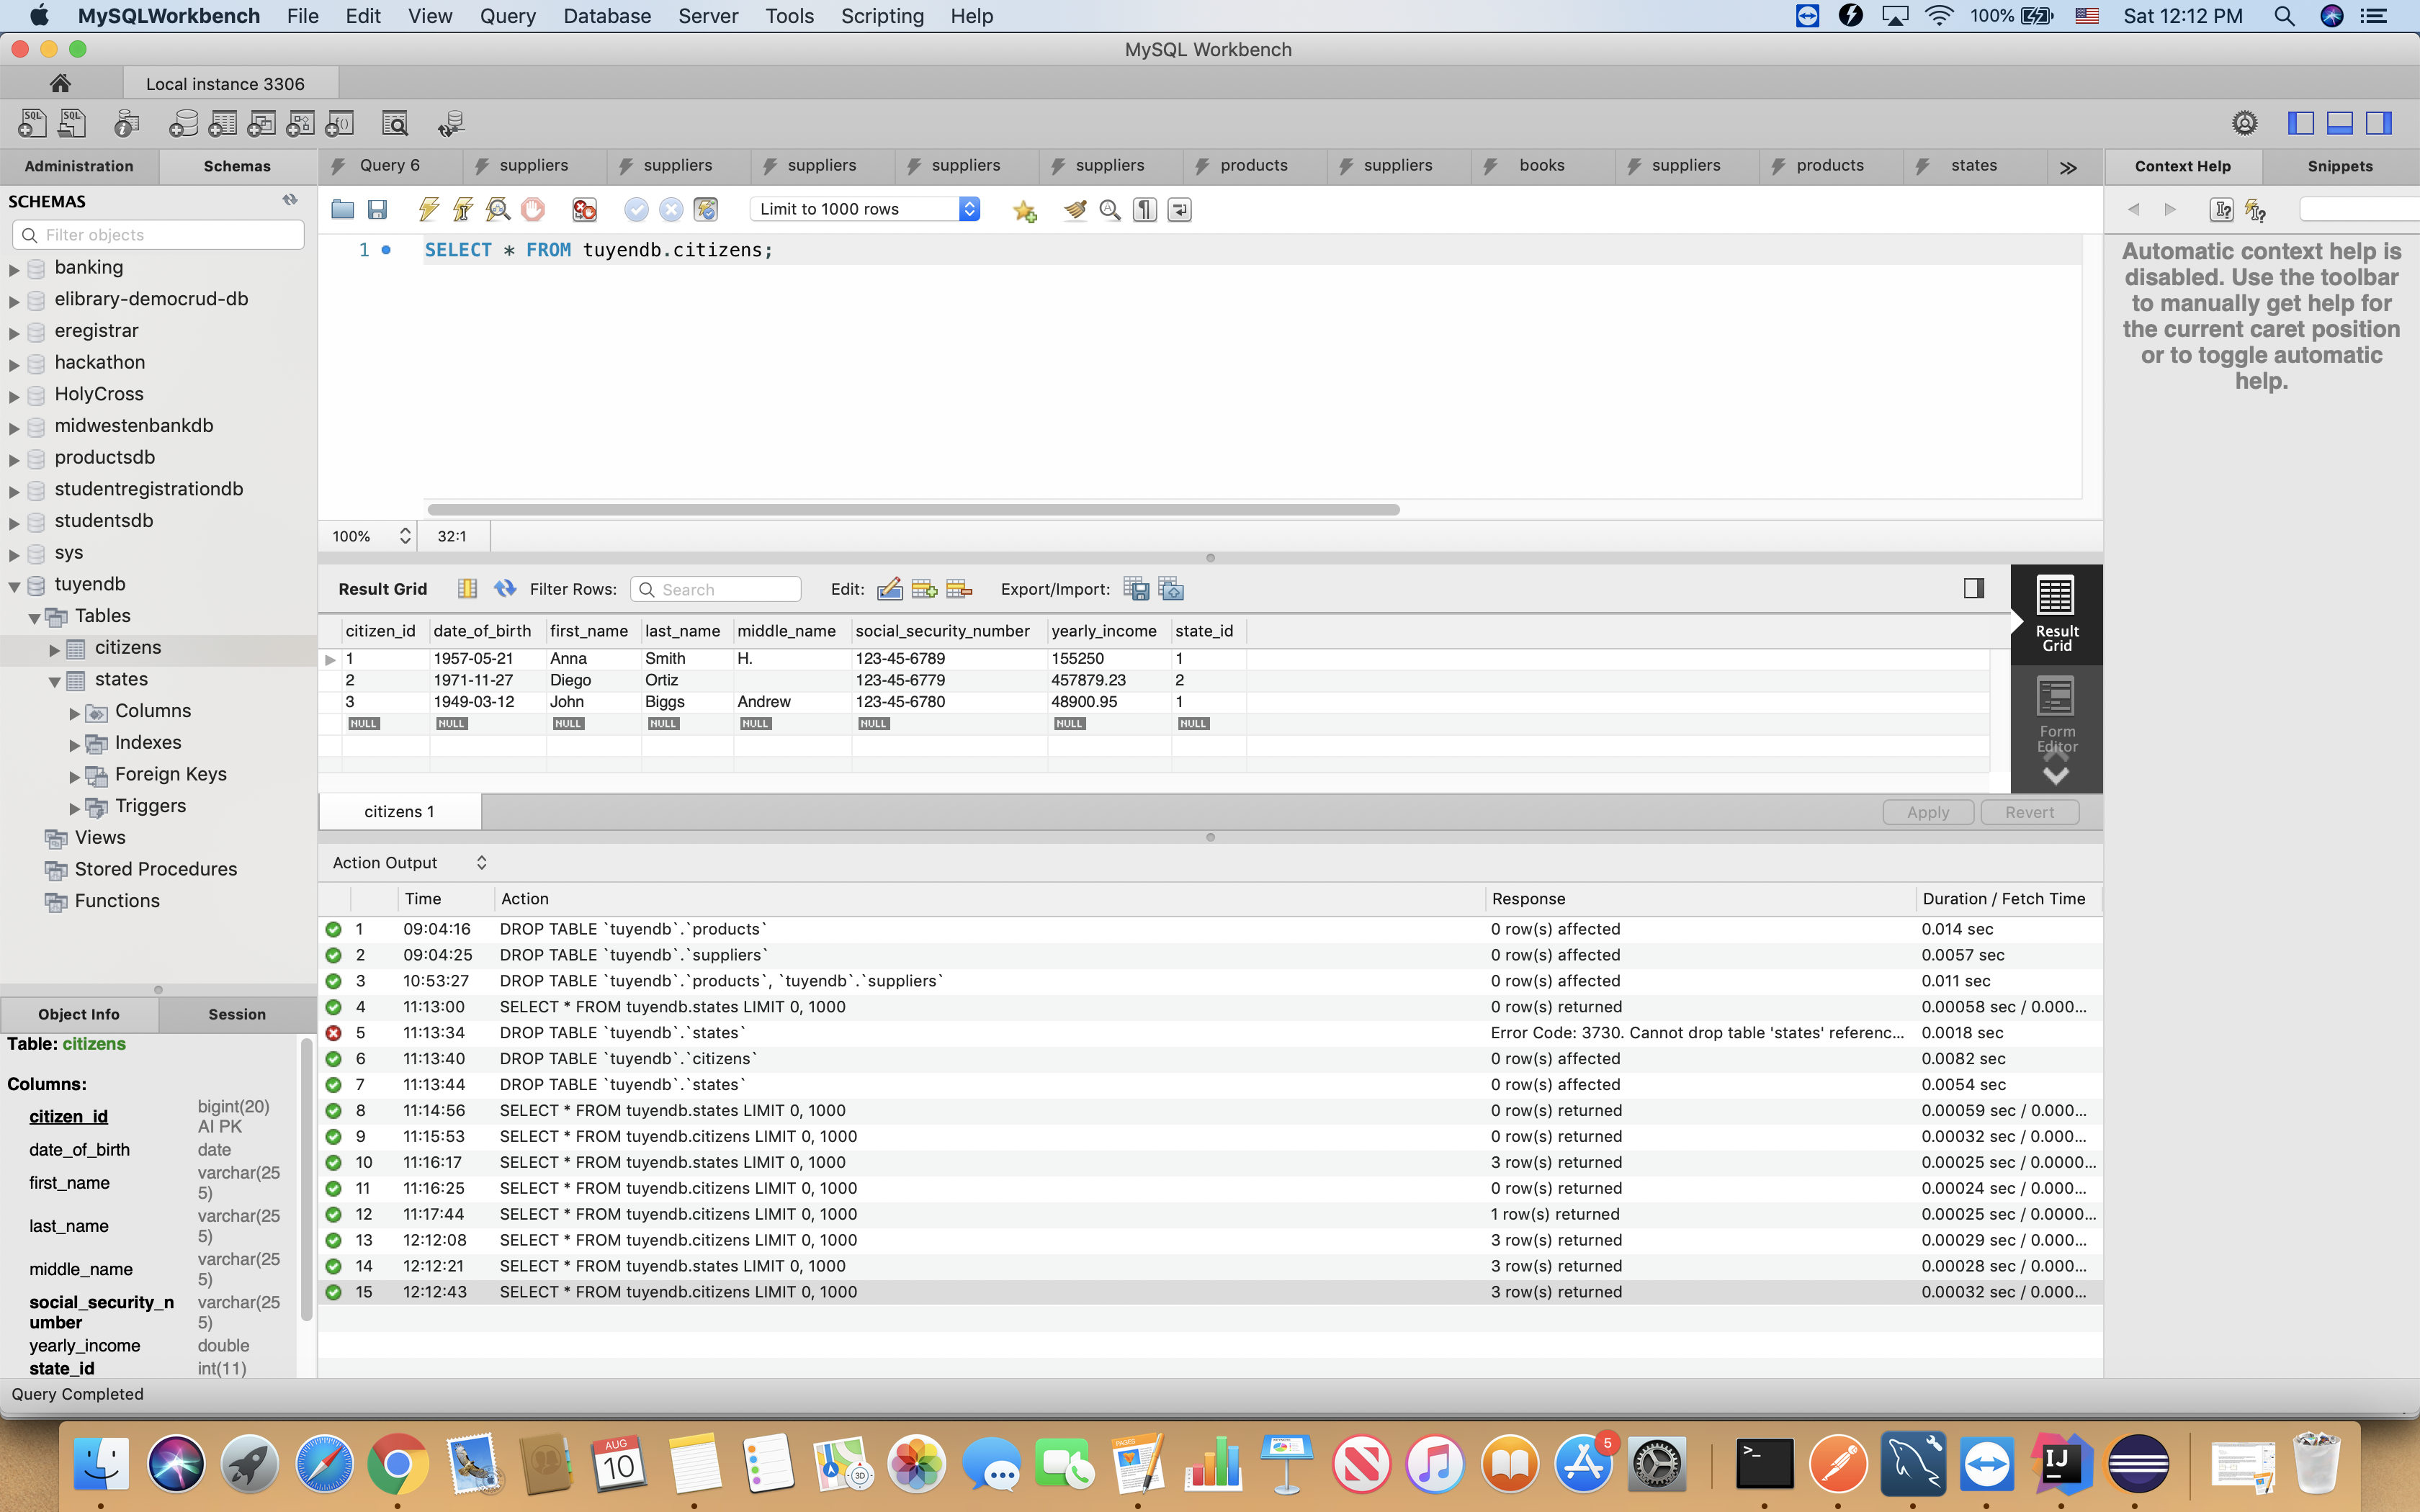 MySQLWorkbench File Edit View Query Database Server Tools Scripting Help 100% Sat 12:12 PM
MySQL Workbench
Local instance 3306
Administration Schemas Query 6 suppliers suppliers suppliers suppliers suppliers products suppliers books suppliers products states Context Help Snippets
SCHEMAS
Limit to 1000 rows
Filter objects
1 SELECT * FROM tuyendb.citizens;
Automatic context help is
disabled. Use the toolbar
to manually get help for
the current caret position
or to toggle automatic
help.
banking
elibrary-democrud-db
eregistrar
hackathon
HolyCross
midwestenbankdb
productsdb
studentregistrationdb
studentsdb
sys
tuyendb
Tables
citizens
states
Columns
Indexes
Foreign Keys
Triggers
Views
Stored Procedures
Functions
100% 32:1
Result Grid Filter Rows: Search Edit: Export/Import:
Result
Grid
Form
Editor
citizen_id date_of_birth first_name last_name middle_name social_security_number yearly_income state_id
1 1957-05-21 Anna Smith H. 123-45-6789 155250 1
2 1971-11-27 Diego Ortiz 123-45-6779 457879.23 2
3 1949-03-12 John Biggs Andrew 123-45-6780 48900.95 1
NULL NULL NULL NULL NULL NULL NULL NULL
citizens 1 Apply Revert
Action Output
Time Action Response Duration / Fetch Time
1 09:04:16 DROP TABLE `tuyendb`.`products` 0 row(s) affected 0.014 sec
2 09:04:25 DROP TABLE `tuyendb`.`suppliers` 0 row(s) affected 0.0057 sec
3 10:53:27 DROP TABLE `tuyendb`.`products`, `tuyendb`.`suppliers` 0 row(s) affected 0.011 sec
4 11:13:00 SELECT * FROM tuyendb.states LIMIT 0, 1000 0 row(s) returned 0.00058 sec / 0.000...
5 11:13:34 DROP TABLE `tuyendb`.`states` Error Code: 3730. Cannot drop table 'states' referenc... 0.0018 sec
6 11:13:40 DROP TABLE `tuyendb`.`citizens` 0 row(s) affected 0.0082 sec
7 11:13:44 DROP TABLE `tuyendb`.`states` 0 row(s) affected 0.0054 sec
8 11:14:56 SELECT * FROM tuyendb.states LIMIT 0, 1000 0 row(s) returned 0.00059 sec / 0.000...
9 11:15:53 SELECT * FROM tuyendb.citizens LIMIT 0, 1000 0 row(s) returned 0.00032 sec / 0.000...
10 11:16:17 SELECT * FROM tuyendb.states LIMIT 0, 1000 3 row(s) returned 0.00025 sec / 0.0000...
11 11:16:25 SELECT * FROM tuyendb.citizens LIMIT 0, 1000 0 row(s) returned 0.00024 sec / 0.000...
12 11:17:44 SELECT * FROM tuyendb.citizens LIMIT 0, 1000 1 row(s) returned 0.00025 sec / 0.0000...
13 12:12:08 SELECT * FROM tuyendb.citizens LIMIT 0, 1000 3 row(s) returned 0.00029 sec / 0.000...
14 12:12:21 SELECT * FROM tuyendb.states LIMIT 0, 1000 3 row(s) returned 0.00028 sec / 0.000...
15 12:12:43 SELECT * FROM tuyendb.citizens LIMIT 0, 1000 3 row(s) returned 0.00032 sec / 0.000...
Object Info Session
Table: citizens
Columns:
citizen_id bigint(20)
AI PK
date_of_birth date
first_name varchar(25
5)
last_name varchar(25
5)
middle_name varchar(25
5)
social_security_n varchar(25
umber 5)
yearly_income double
state_id int(11)
Query Completed
AUG
10
3D
PAGES
5
>_
IJ